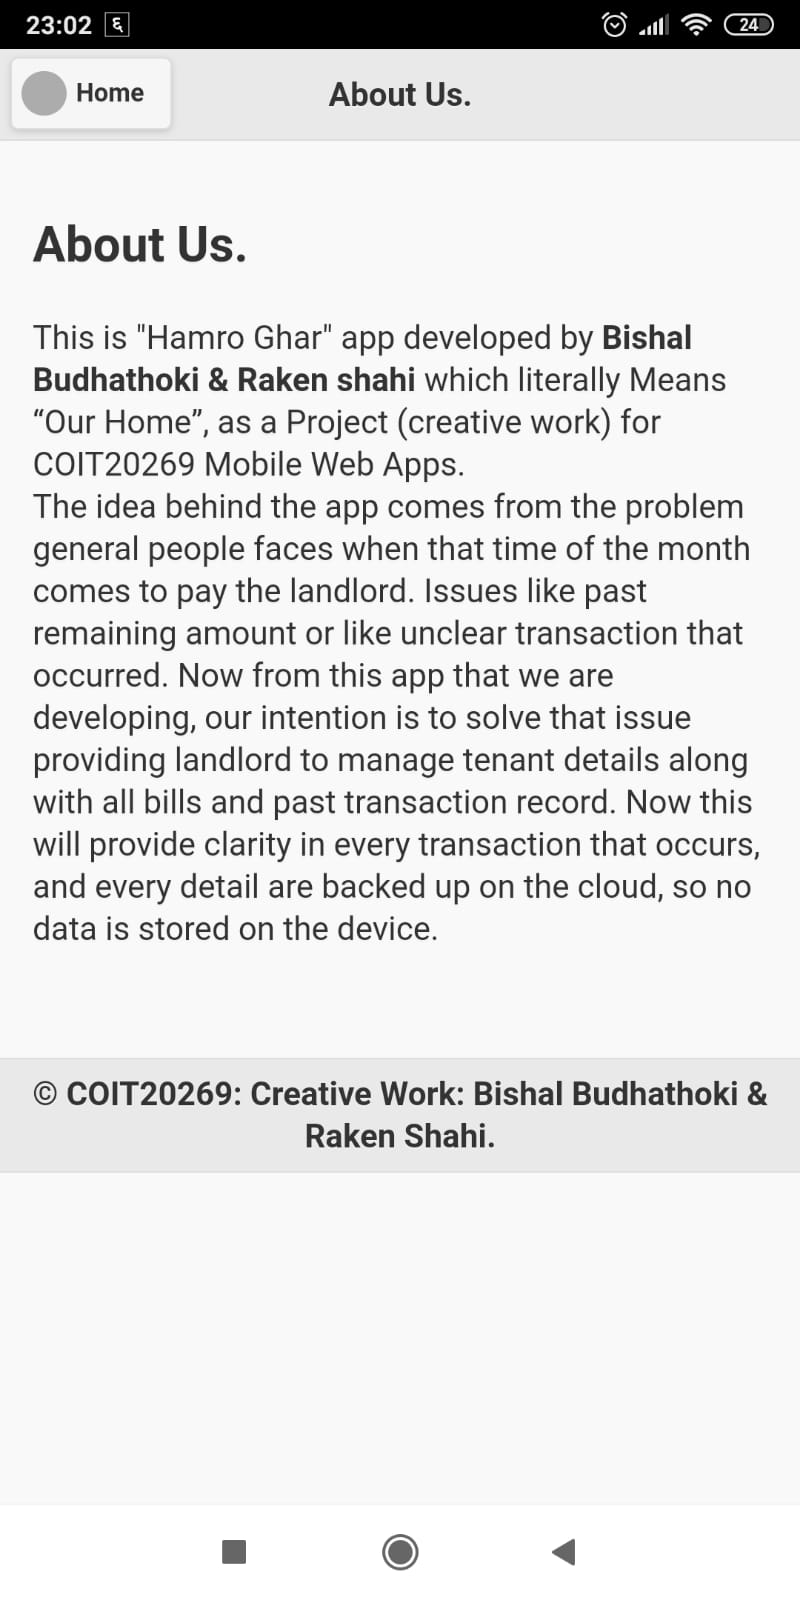 23:02 ६ 24
Home
About Us.
About Us.
This is "Hamro Ghar" app developed by Bishal
Budhathoki & Raken shahi which literally Means
“Our Home”, as a Project (creative work) for
COIT20269 Mobile Web Apps.
The idea behind the app comes from the problem
general people faces when that time of the month
comes to pay the landlord. Issues like past
remaining amount or like unclear transaction that
occurred. Now from this app that we are
developing, our intention is to solve that issue
providing landlord to manage tenant details along
with all bills and past transaction record. Now this
will provide clarity in every transaction that occurs,
and every detail are backed up on the cloud, so no
data is stored on the device.
© COIT20269: Creative Work: Bishal Budhathoki &
Raken Shahi.